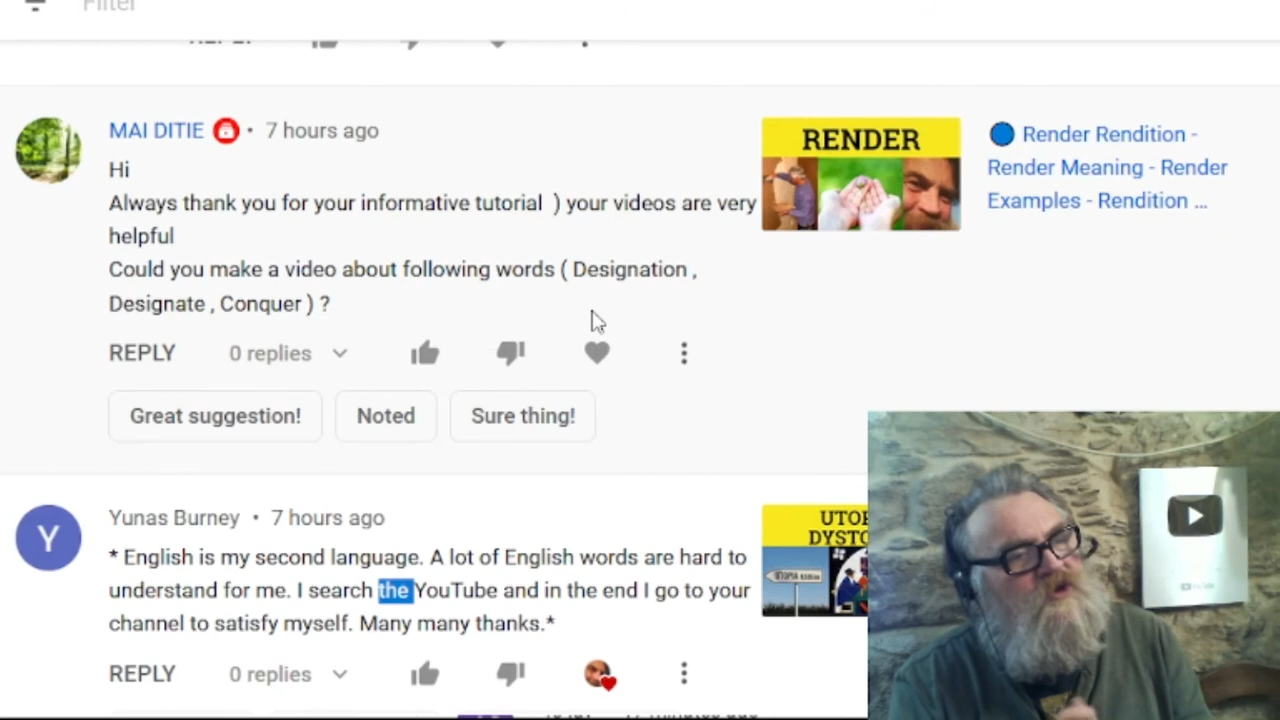 Filter
REPLY
MAI DITIE • 7 hours ago
Hi
Always thank you for your informative tutorial ) your videos are very
helpful
Could you make a video about following words ( Designation ,
Designate , Conquer ) ?
REPLY 0 replies
Great suggestion! Noted Sure thing!
RENDER
Render Rendition -
Render Meaning - Render
Examples - Rendition ...
Y
Yunas Burney • 7 hours ago
* English is my second language. A lot of English words are hard to
understand for me. I search the YouTube and in the end I go to your
channel to satisfy myself. Many many thanks.*
REPLY 0 replies
UTOP
DYSTO
UTOPIA